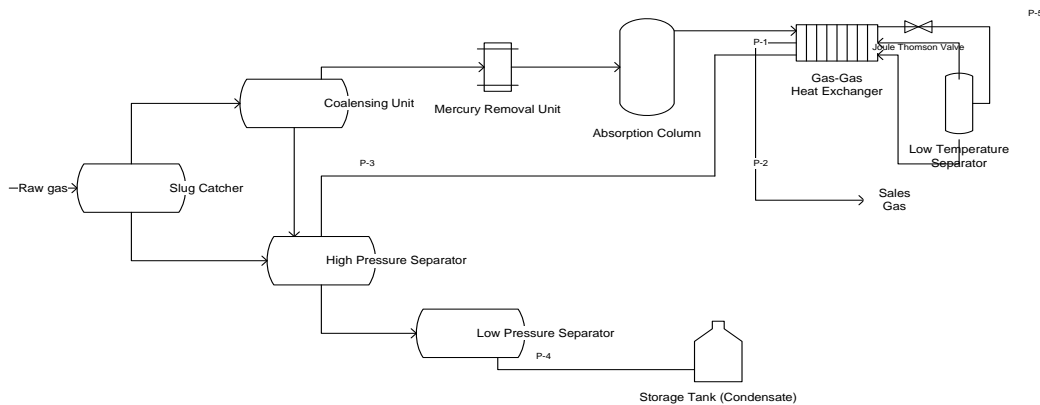 P-5
P-1
Joule Thomson Valve
Gas-Gas
Heat Exchanger
Coalensing Unit
Mercury Removal Unit
Absorption Column
Low Temperature
Separator
P-3
P-2
Raw gas
Slug Catcher
Sales
Gas
High Pressure Separator
Low Pressure Separator
P-4
Storage Tank (Condensate)